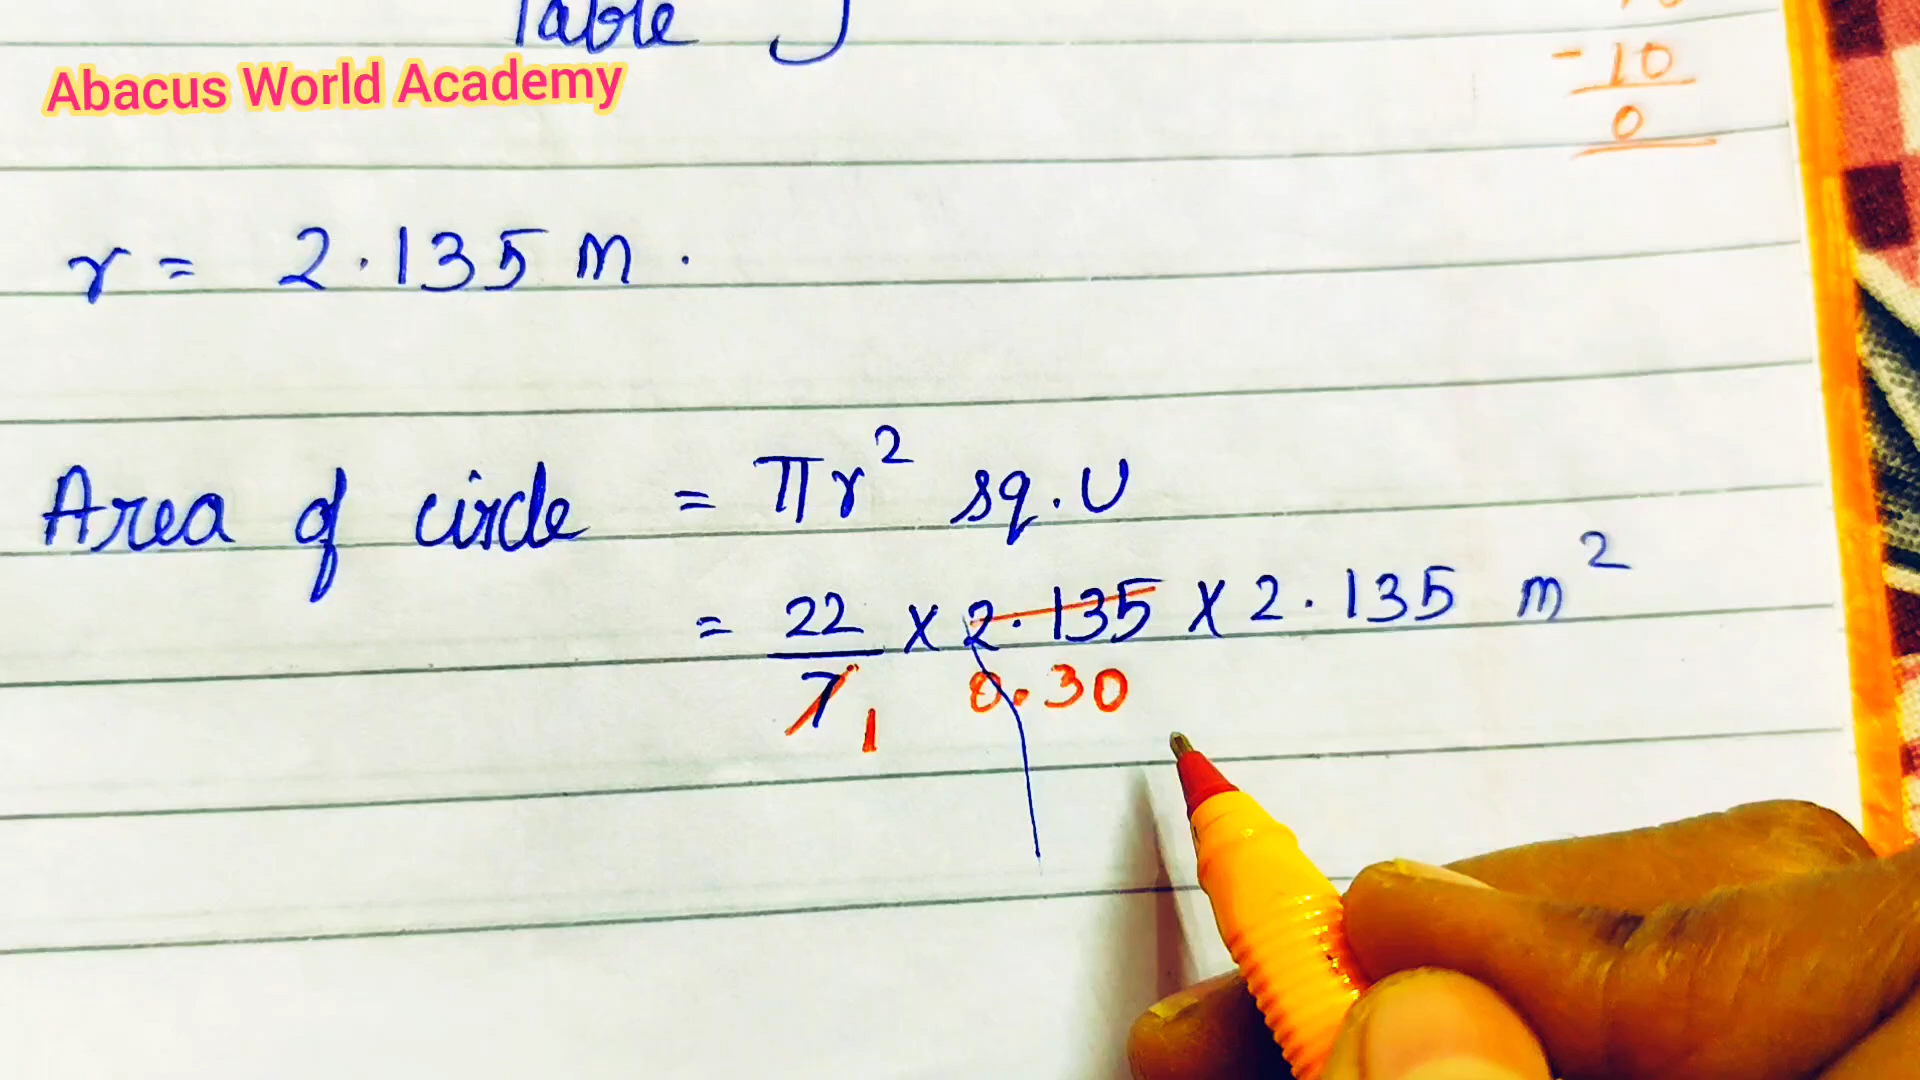 Table
Abacus World Academy
- 10
0
r = 2.135 m.
Area of circle = πr² sq.U
= 22/7 × 2.135 × 2.135 m²
1 0.30